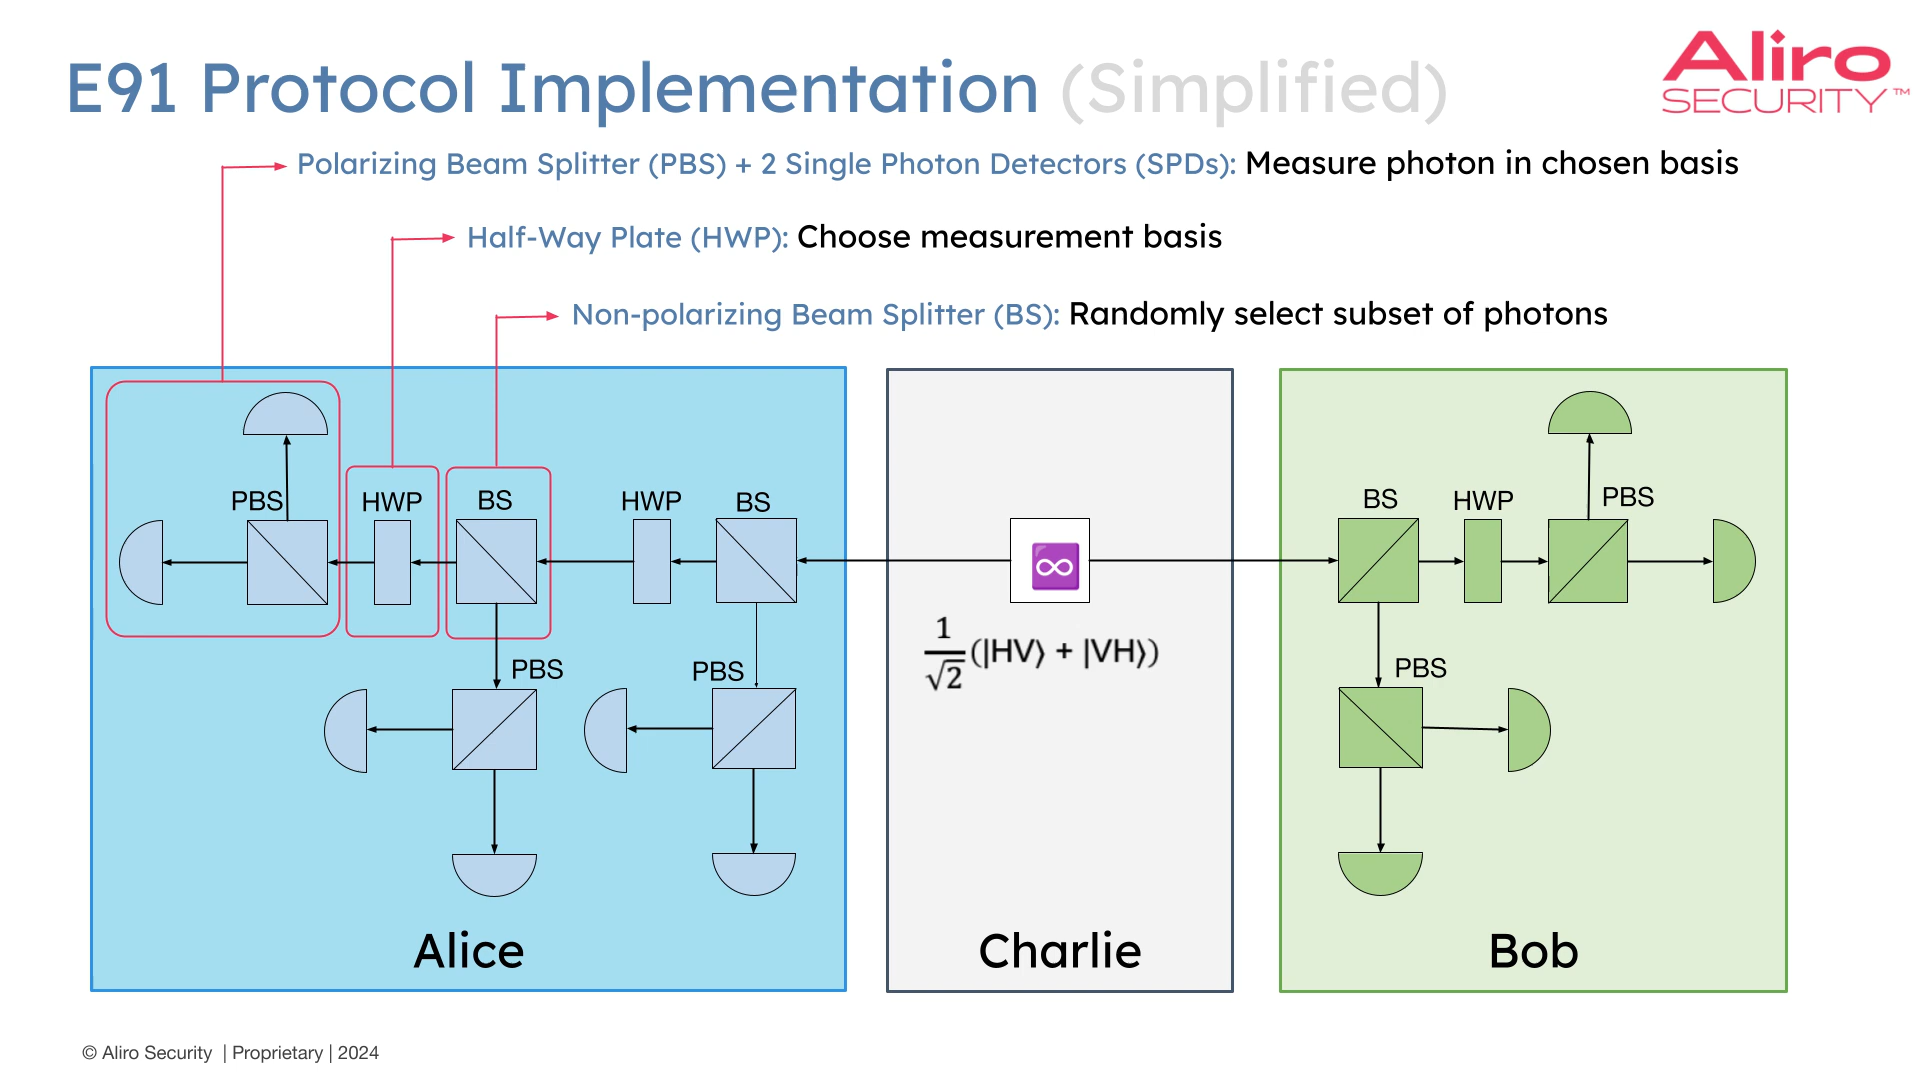 E91 Protocol Implementation (Simplified)
Aliro
SECURITY™
Polarizing Beam Splitter (PBS) + 2 Single Photon Detectors (SPDs): Measure photon in chosen basis
Half-Way Plate (HWP): Choose measurement basis
Non-polarizing Beam Splitter (BS): Randomly select subset of photons
PBS
HWP
BS
HWP
BS
PBS
PBS
Alice
∞
1/√2 (|HV⟩ + |VH⟩)
Charlie
BS
HWP
PBS
PBS
Bob
© Aliro Security | Proprietary | 2024